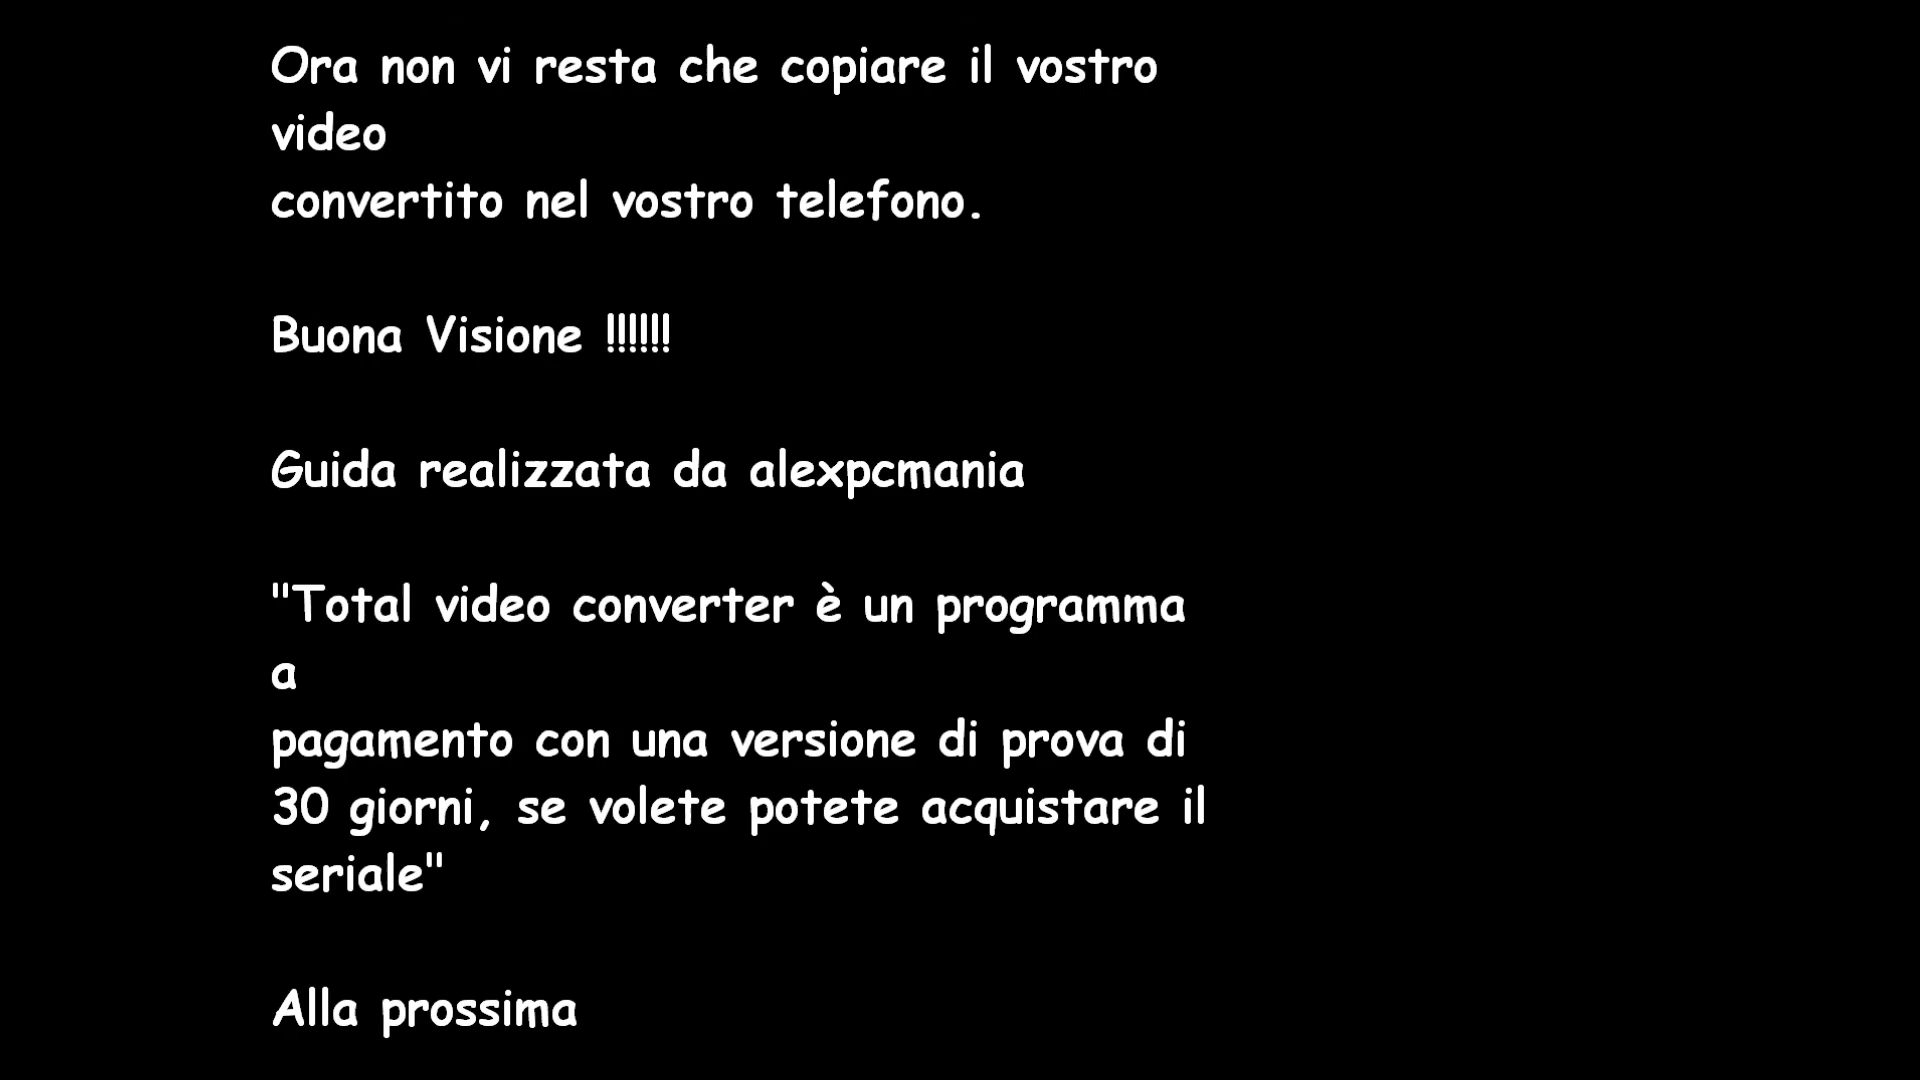 Ora non vi resta che copiare il vostro
video
convertito nel vostro telefono.
Buona Visione !!!!!!
Guida realizzata da alexpcmania
"Total video converter è un programma
a
pagamento con una versione di prova di
30 giorni, se volete potete acquistare il
seriale"
Alla prossima